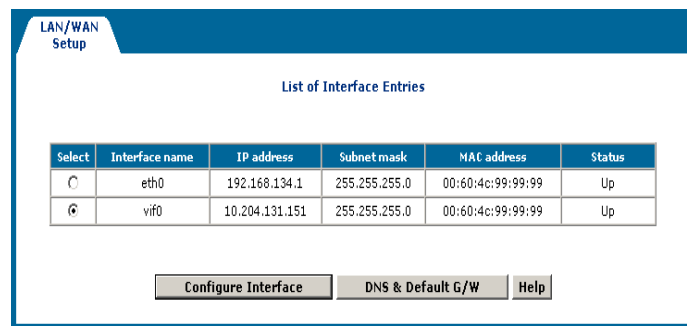 LAN/WAN
Setup
List of Interface Entries
Select Interface name IP address Subnet mask MAC address Status
eth0 192.168.134.1 255.255.255.0 00:60:4c:99:99:99 Up
vif0 10.204.131.151 255.255.255.0 00:60:4c:99:99:99 Up
Configure Interface DNS & Default G/W Help